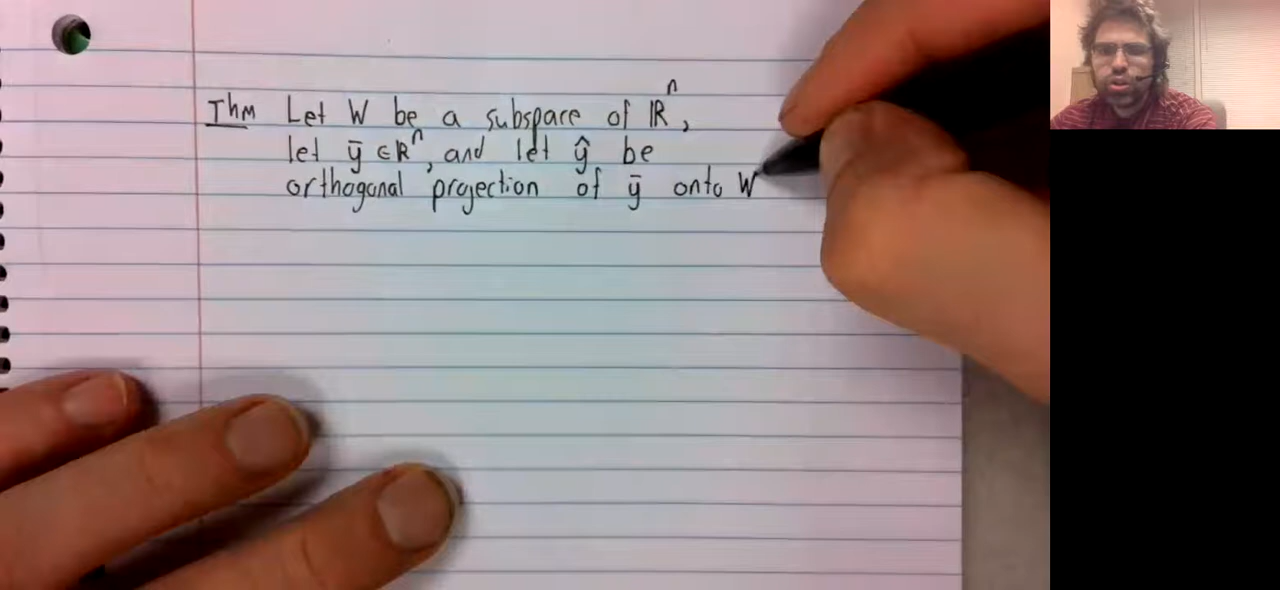 Thm Let W be a subspace of ℝⁿ,
let ȳ ∈ ℝⁿ, and let ŷ be
orthogonal projection of ȳ onto W